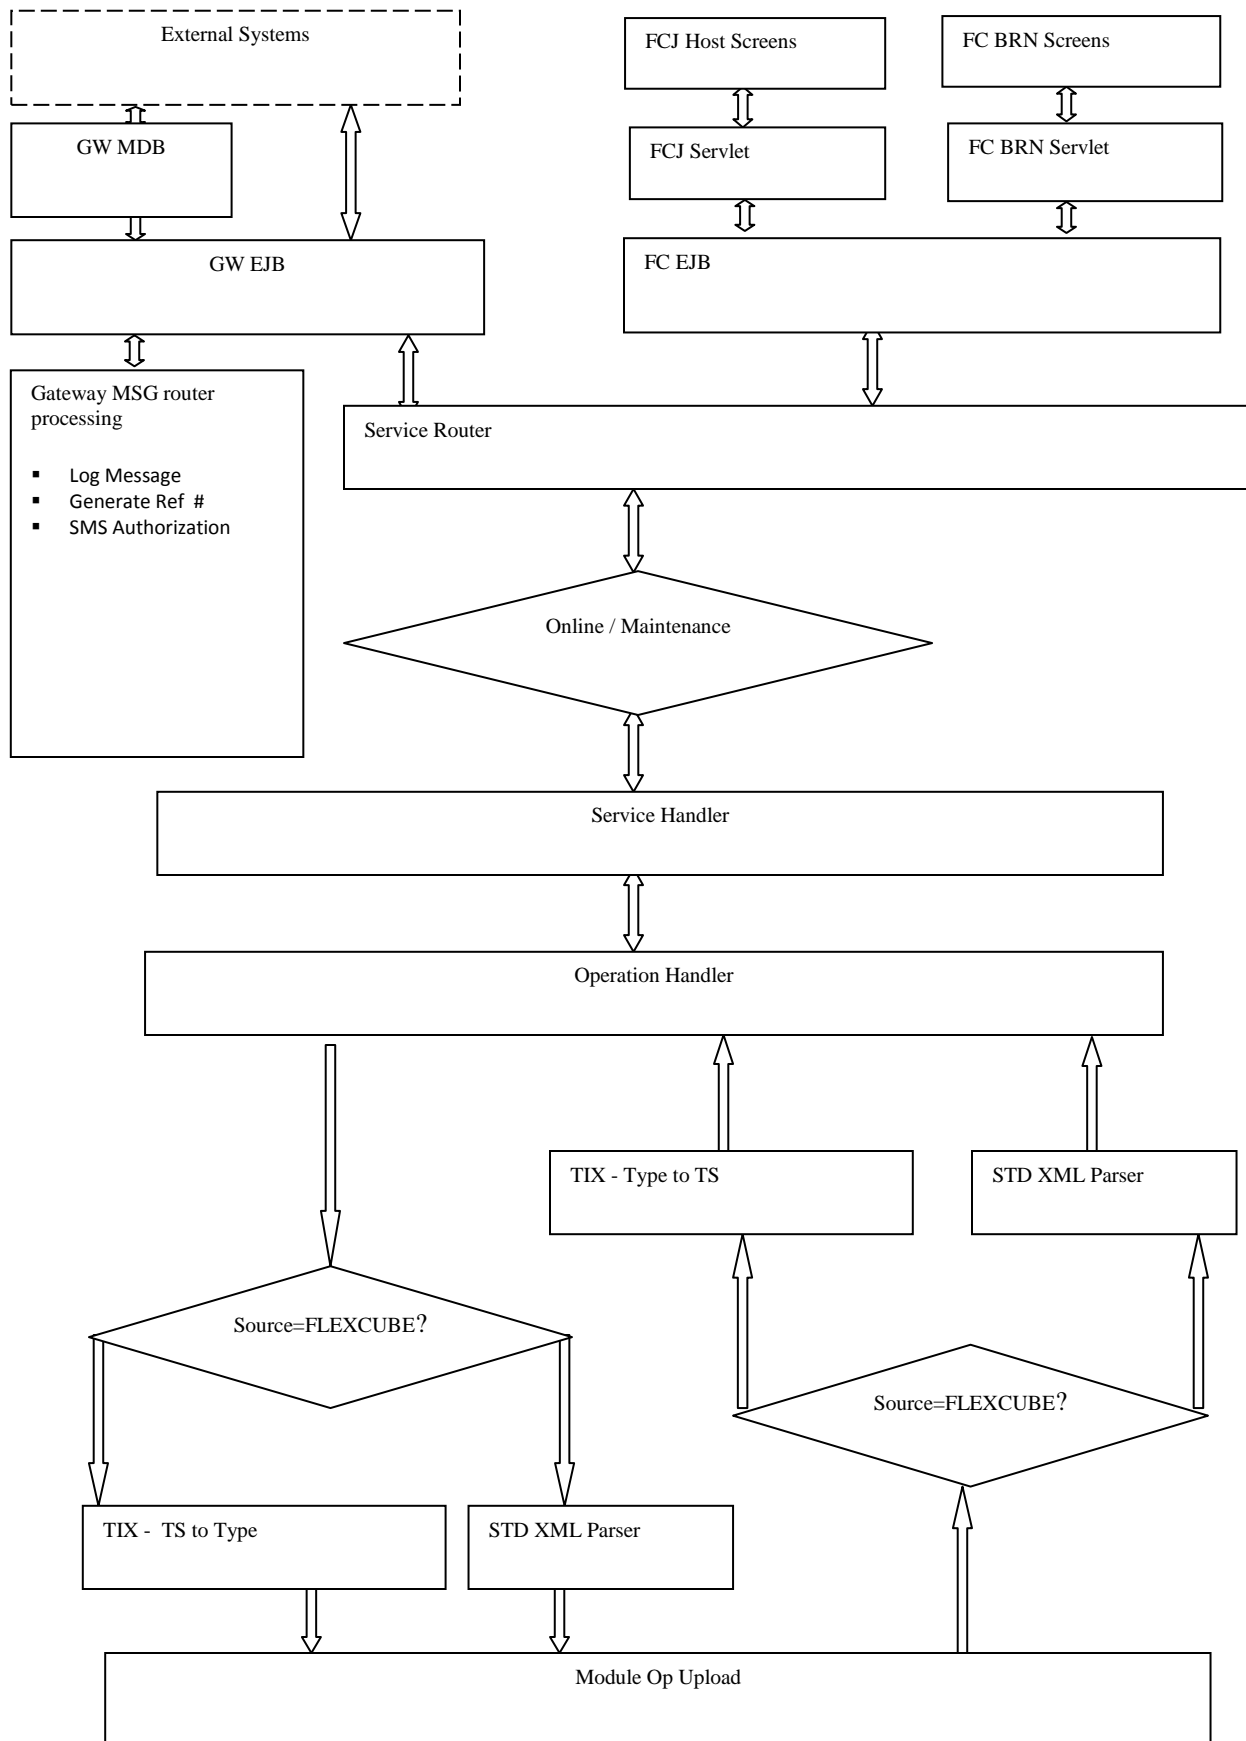 External Systems
FCJ Host Screens
FC BRN Screens
GW MDB
FCJ Servlet
FC BRN Servlet
GW EJB
FC EJB
Gateway MSG router
processing
▪ Log Message
▪ Generate Ref #
▪ SMS Authorization
Service Router
Online / Maintenance
Service Handler
Operation Handler
TIX - Type to TS
STD XML Parser
Source=FLEXCUBE?
Source=FLEXCUBE?
TIX - TS to Type
STD XML Parser
Module Op Upload